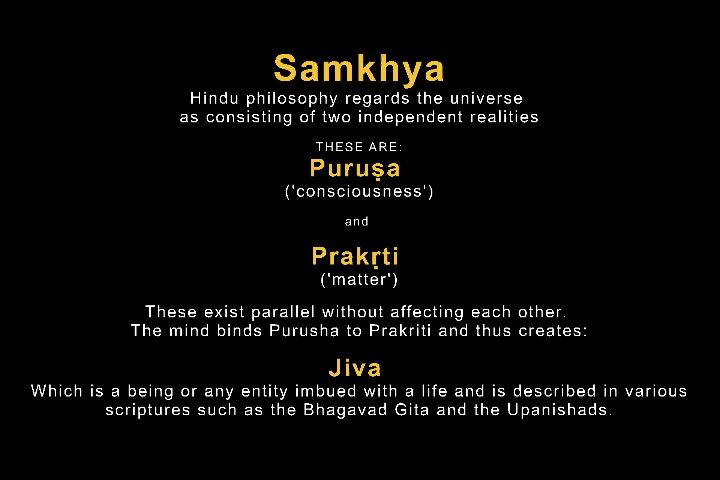 Samkhya
Hindu philosophy regards the universe
as consisting of two independent realities
THESE ARE:
Puruṣa
('consciousness')
and
Prakṛti
('matter')
These exist parallel without affecting each other.
The mind binds Purusha to Prakriti and thus creates:
Jiva
Which is a being or any entity imbued with a life and is described in various
scriptures such as the Bhagavad Gita and the Upanishads.